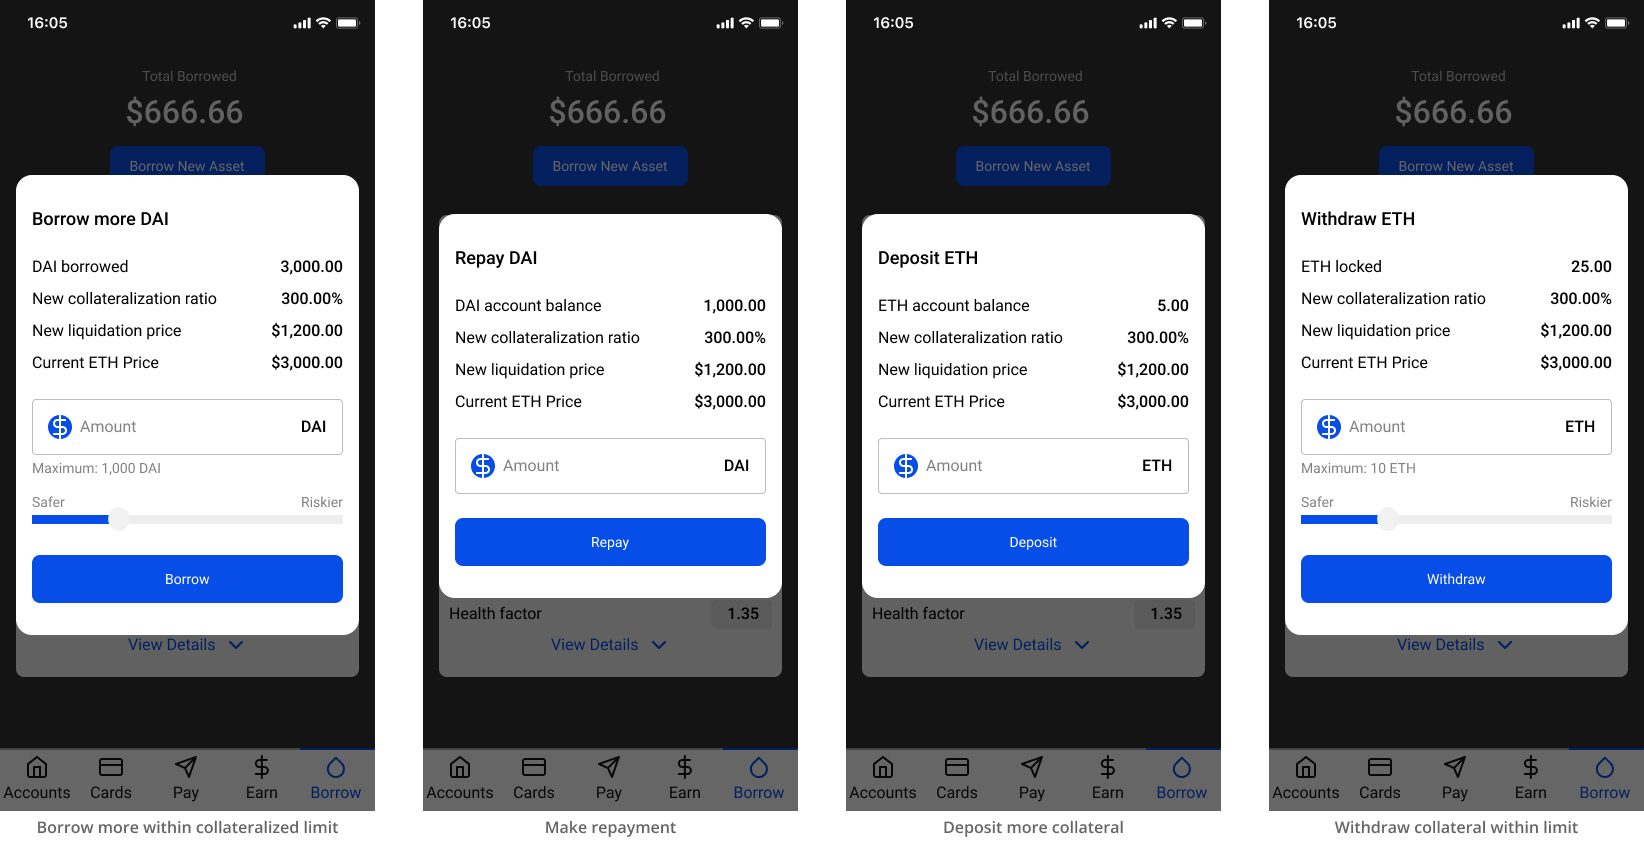 16:05
Total Borrowed
$666.66
Borrow New Asset
Borrow more DAI
DAI borrowed 3,000.00
New collateralization ratio 300.00%
New liquidation price $1,200.00
Current ETH Price $3,000.00
Amount DAI
Maximum: 1,000 DAI
Safer Riskier
Borrow
View Details
Accounts Cards Pay Earn Borrow
Borrow more within collateralized limit
16:05
Total Borrowed
$666.66
Borrow New Asset
Repay DAI
DAI account balance 1,000.00
New collateralization ratio 300.00%
New liquidation price $1,200.00
Current ETH Price $3,000.00
Amount DAI
Repay
Health factor 1.35
View Details
Accounts Cards Pay Earn Borrow
Make repayment
16:05
Total Borrowed
$666.66
Borrow New Asset
Deposit ETH
ETH account balance 5.00
New collateralization ratio 300.00%
New liquidation price $1,200.00
Current ETH Price $3,000.00
Amount ETH
Deposit
Health factor 1.35
View Details
Accounts Cards Pay Earn Borrow
Deposit more collateral
16:05
Total Borrowed
$666.66
Borrow New Asset
Withdraw ETH
ETH locked 25.00
New collateralization ratio 300.00%
New liquidation price $1,200.00
Current ETH Price $3,000.00
Amount ETH
Maximum: 10 ETH
Safer Riskier
Withdraw
View Details
Accounts Cards Pay Earn Borrow
Withdraw collateral within limit